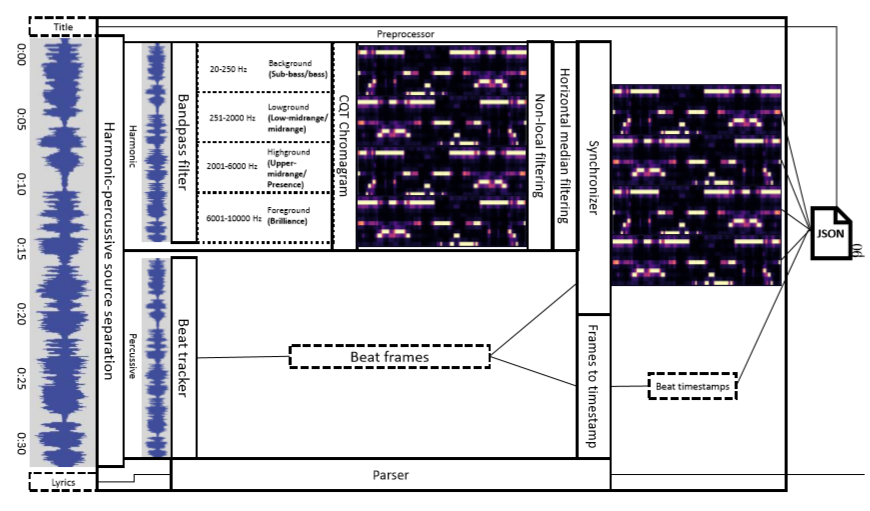 Title
Preprocessor
0:00
0:05
0:10
0:15
0:20
0:25
0:30
Harmonic-percussive source separation
Harmonic
Bandpass filter
20-250 Hz
Background
(Sub-bass/bass)
251-2000 Hz
Lowground
(Low-midrange/
midrange)
2001-6000 Hz
Highground
(Upper-
midrange/
Presence)
6001-10000 Hz
Foreground
(Brilliance)
CQT Chromagram
Non-local filtering
Horizontal median filtering
Synchronizer
JSON
Percussive
Beat tracker
Beat frames
Frames to timestamp
Beat timestamps
Lyrics
Parser